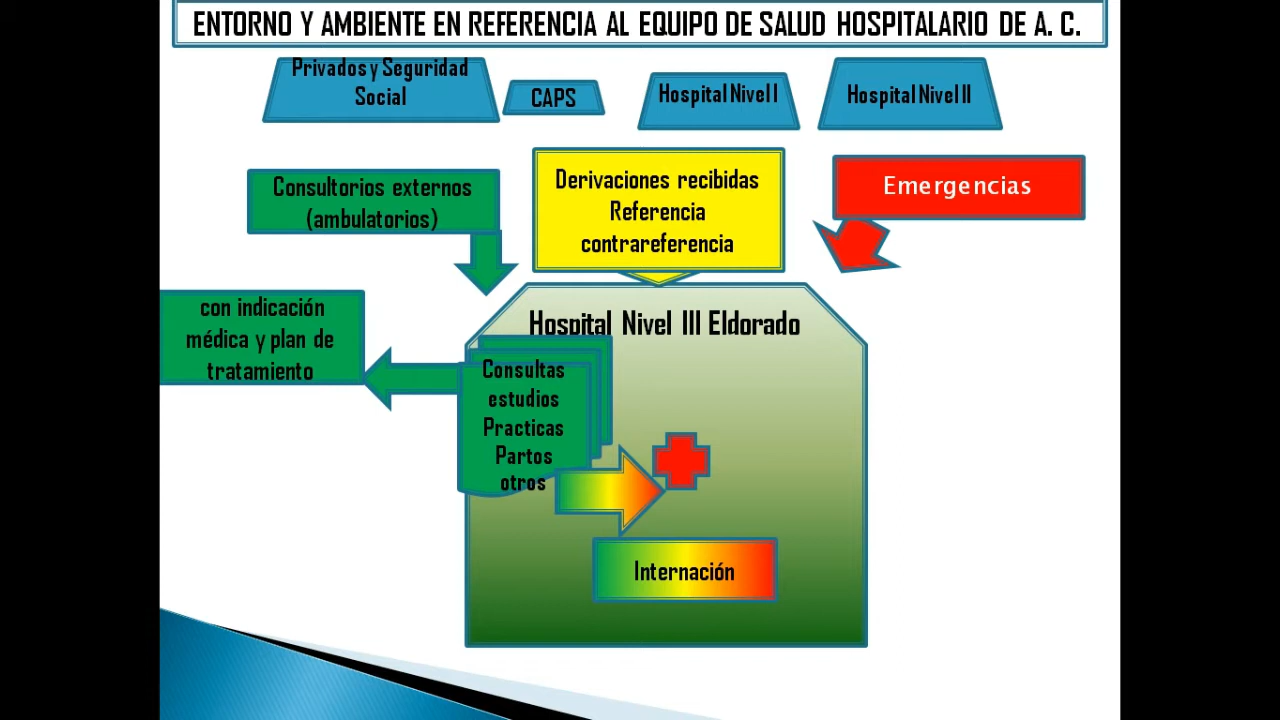 ENTORNO Y AMBIENTE EN REFERENCIA AL EQUIPO DE SALUD HOSPITALARIO DE A. C.
Privados y Seguridad
Social
CAPS
Hospital Nivel I
Hospital Nivel II
Consultorios externos
(ambulatorios)
Derivaciones recibidas
Referencia
contrareferencia
Emergencias
con indicación
médica y plan de
tratamiento
Hospital Nivel III Eldorado
Consultas
estudios
Practicas
Partos
otros
Internación